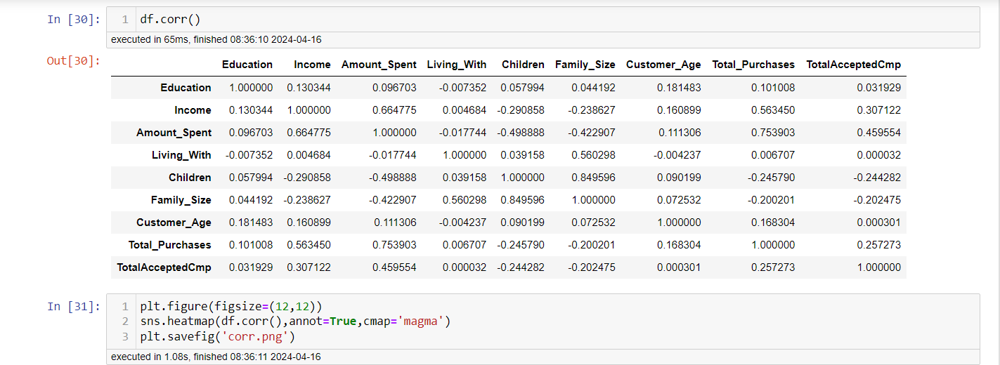 In [30]: 1 df.corr()
executed in 65ms, finished 08:36:10 2024-04-16
Out[30]:
Education Income Amount_Spent Living_With Children Family_Size Customer_Age Total_Purchases TotalAcceptedCmp
Education 1.000000 0.130344 0.096703 -0.007352 0.057994 0.044192 0.181483 0.101008 0.031929
Income 0.130344 1.000000 0.664775 0.004684 -0.290858 -0.238627 0.160899 0.563450 0.307122
Amount_Spent 0.096703 0.664775 1.000000 -0.017744 -0.498888 -0.422907 0.111306 0.753903 0.459554
Living_With -0.007352 0.004684 -0.017744 1.000000 0.039158 0.560298 -0.004237 0.006707 0.000032
Children 0.057994 -0.290858 -0.498888 0.039158 1.000000 0.849596 0.090199 -0.245790 -0.244282
Family_Size 0.044192 -0.238627 -0.422907 0.560298 0.849596 1.000000 0.072532 -0.200201 -0.202475
Customer_Age 0.181483 0.160899 0.111306 -0.004237 0.090199 0.072532 1.000000 0.168304 0.000301
Total_Purchases 0.101008 0.563450 0.753903 0.006707 -0.245790 -0.200201 0.168304 1.000000 0.257273
TotalAcceptedCmp 0.031929 0.307122 0.459554 0.000032 -0.244282 -0.202475 0.000301 0.257273 1.000000
In [31]: 1 plt.figure(figsize=(12,12))
2 sns.heatmap(df.corr(),annot=True,cmap='magma')
3 plt.savefig('corr.png')
executed in 1.08s, finished 08:36:11 2024-04-16